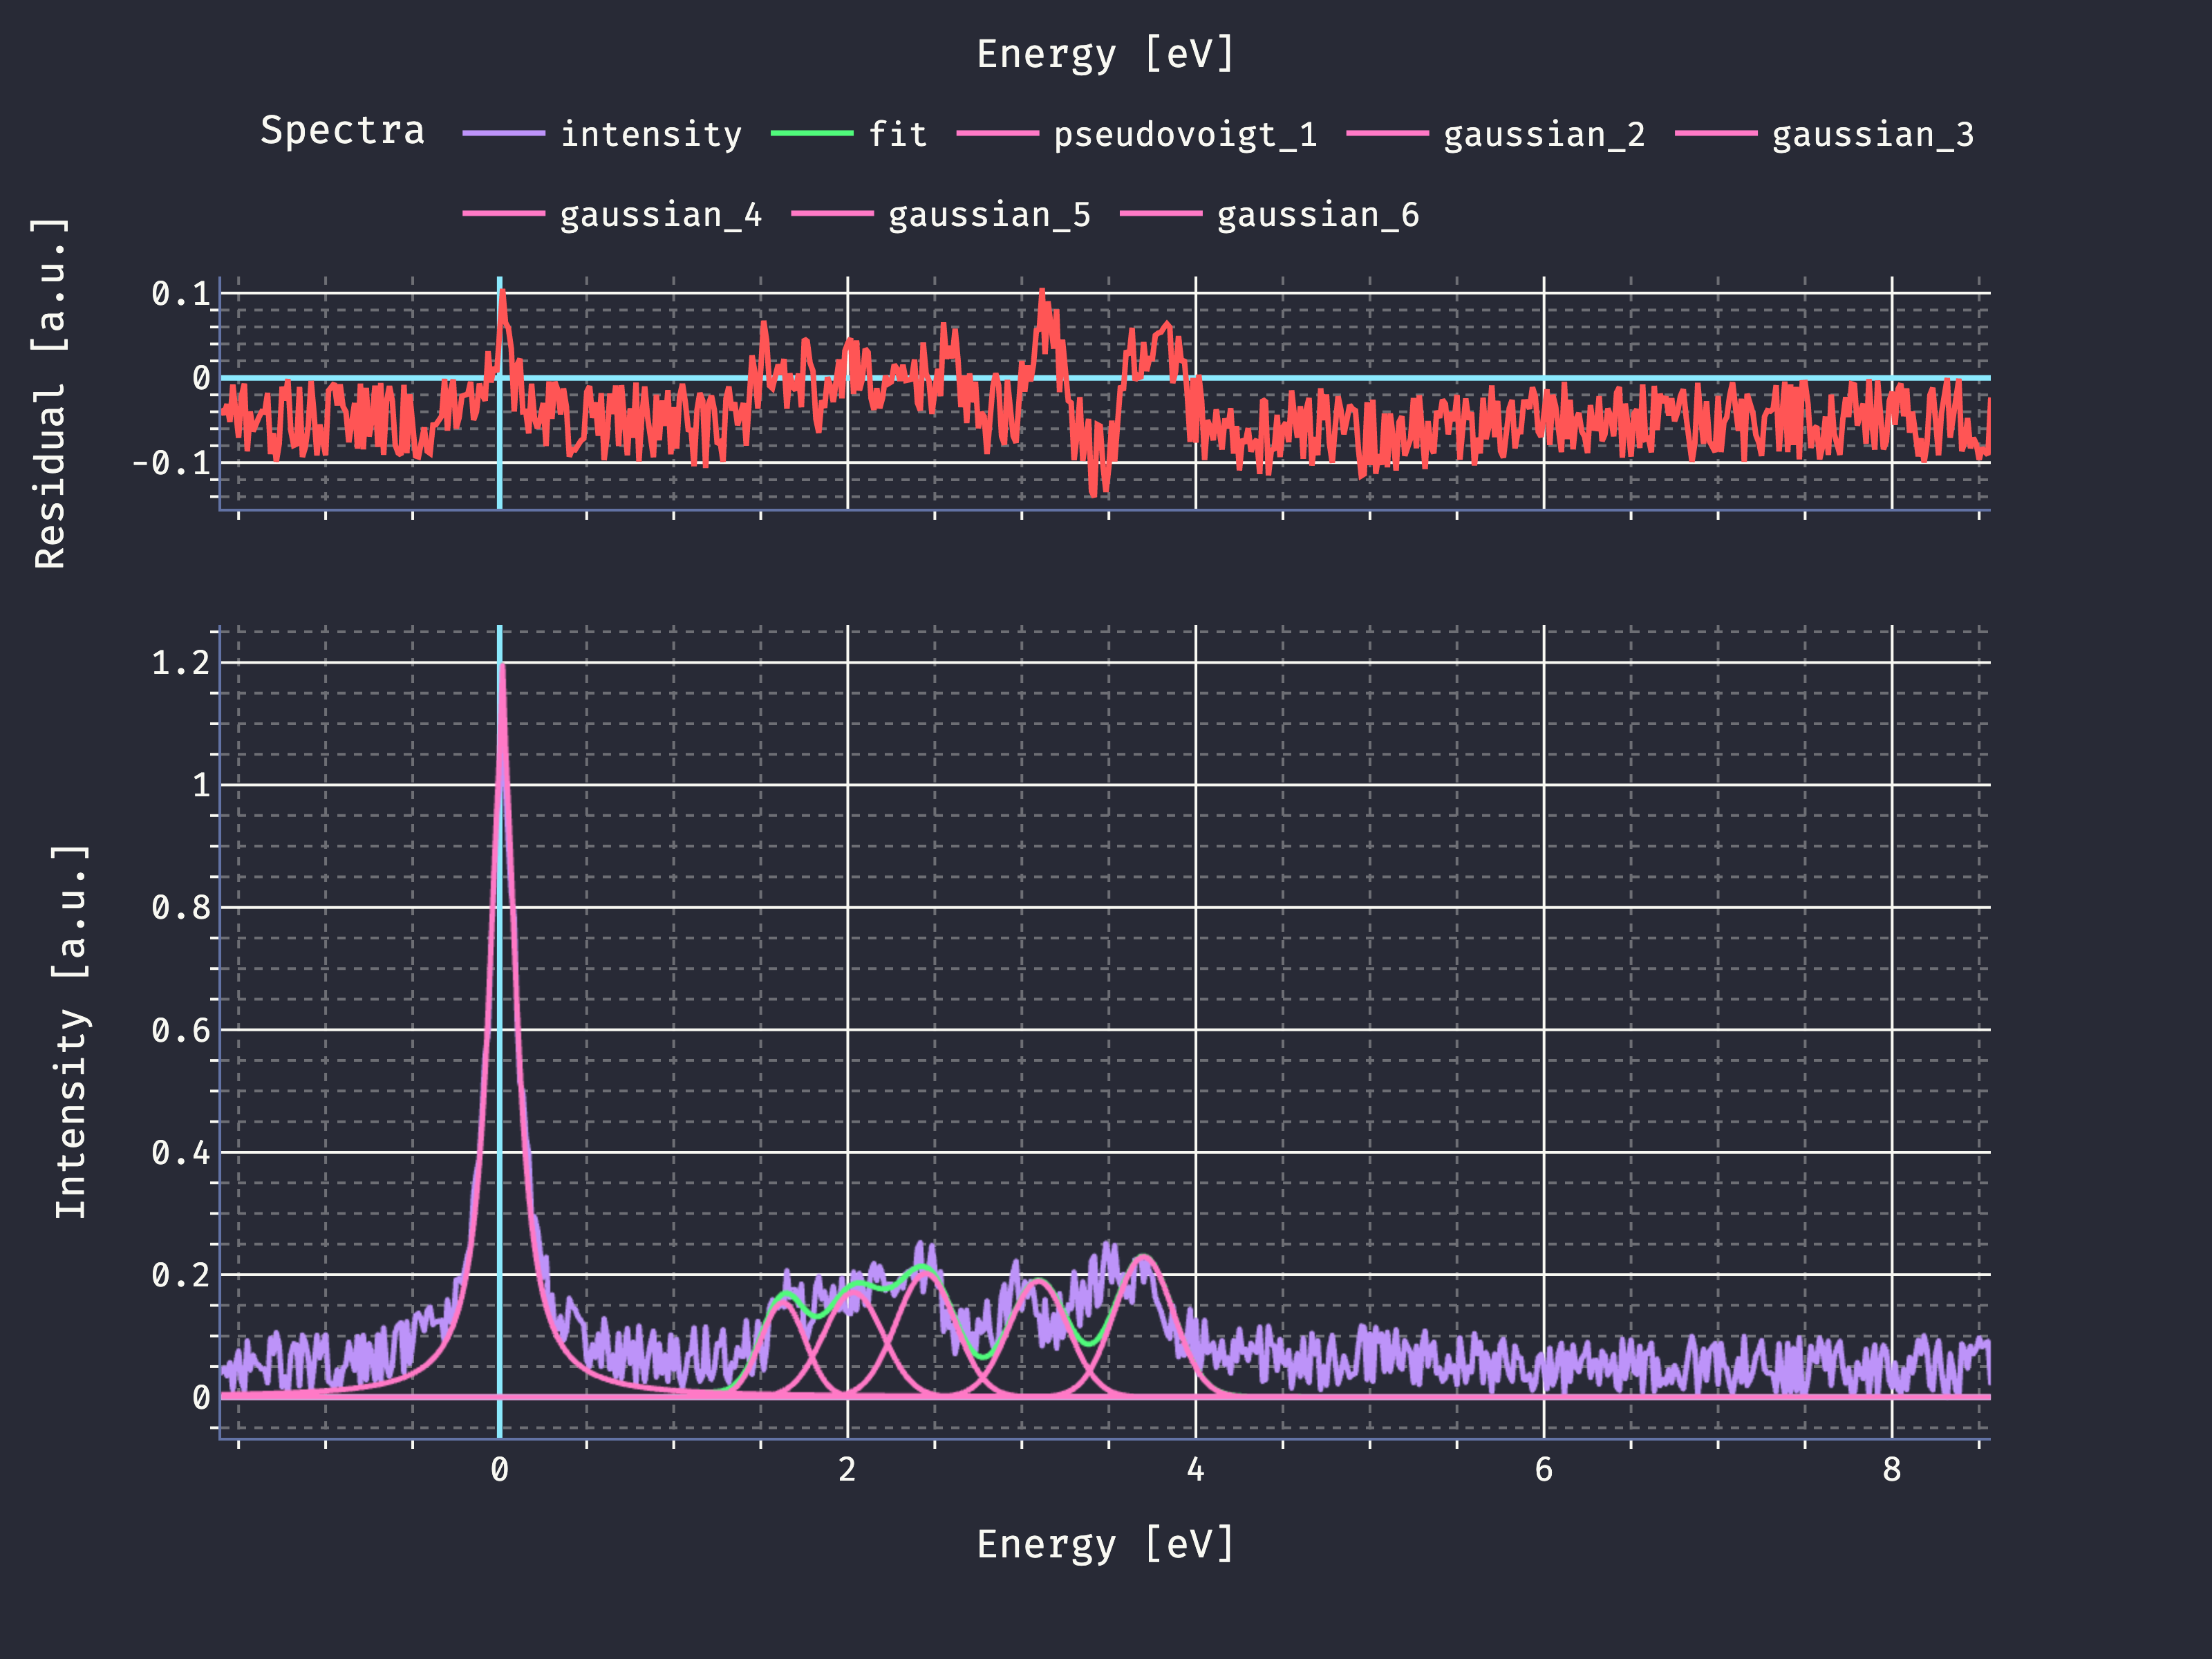 Energy [eV]
Spectra intensity fit pseudovoigt_1 gaussian_2 gaussian_3
gaussian_4 gaussian_5 gaussian_6
Residual [a.u.]
0.1
0
-0.1
Intensity [a.u.]
1.2
1
0.8
0.6
0.4
0.2
0
0 2 4 6 8
Energy [eV]